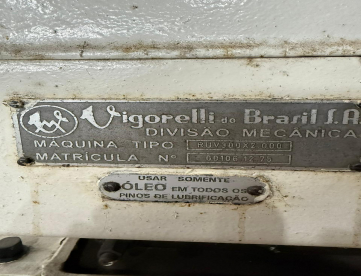 Vigorelli do Brasil S.A.
DIVISÃO MECÂNICA
MÁQUINA TIPO
MATRÍCULA Nº
USAR SOMENTE
ÓLEO EM TODOS OS
PINOS DE LUBRIFICAÇÃO